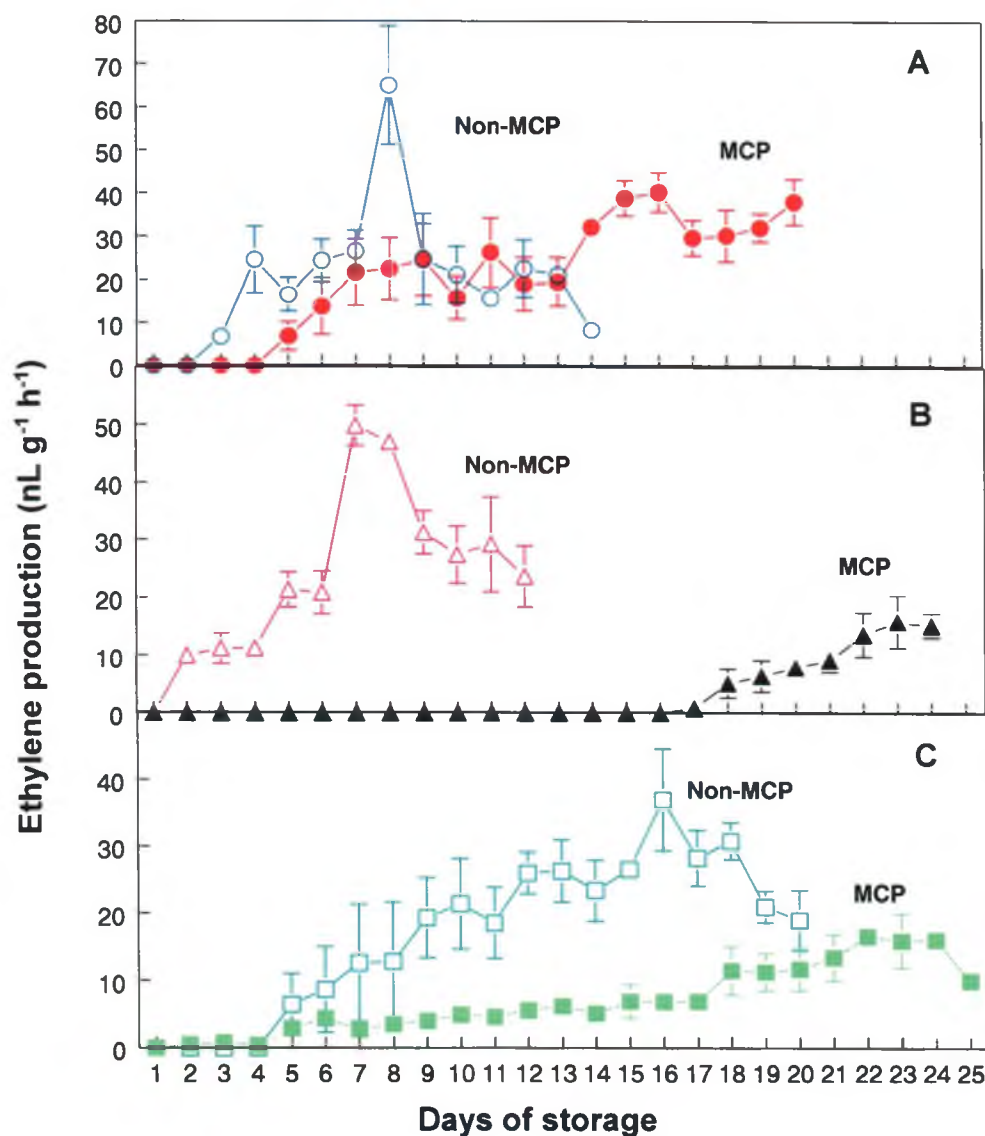 Ethylene production (nL g-1 h-1)
80
70
60
50
40
30
20
10
0
A
Non-MCP
MCP
50
40
30
20
10
0
B
Non-MCP
MCP
40
30
20
10
0
C
Non-MCP
MCP
1 2 3 4 5 6 7 8 9 10 11 12 13 14 15 16 17 18 19 20 21 22 23 24 25
Days of storage